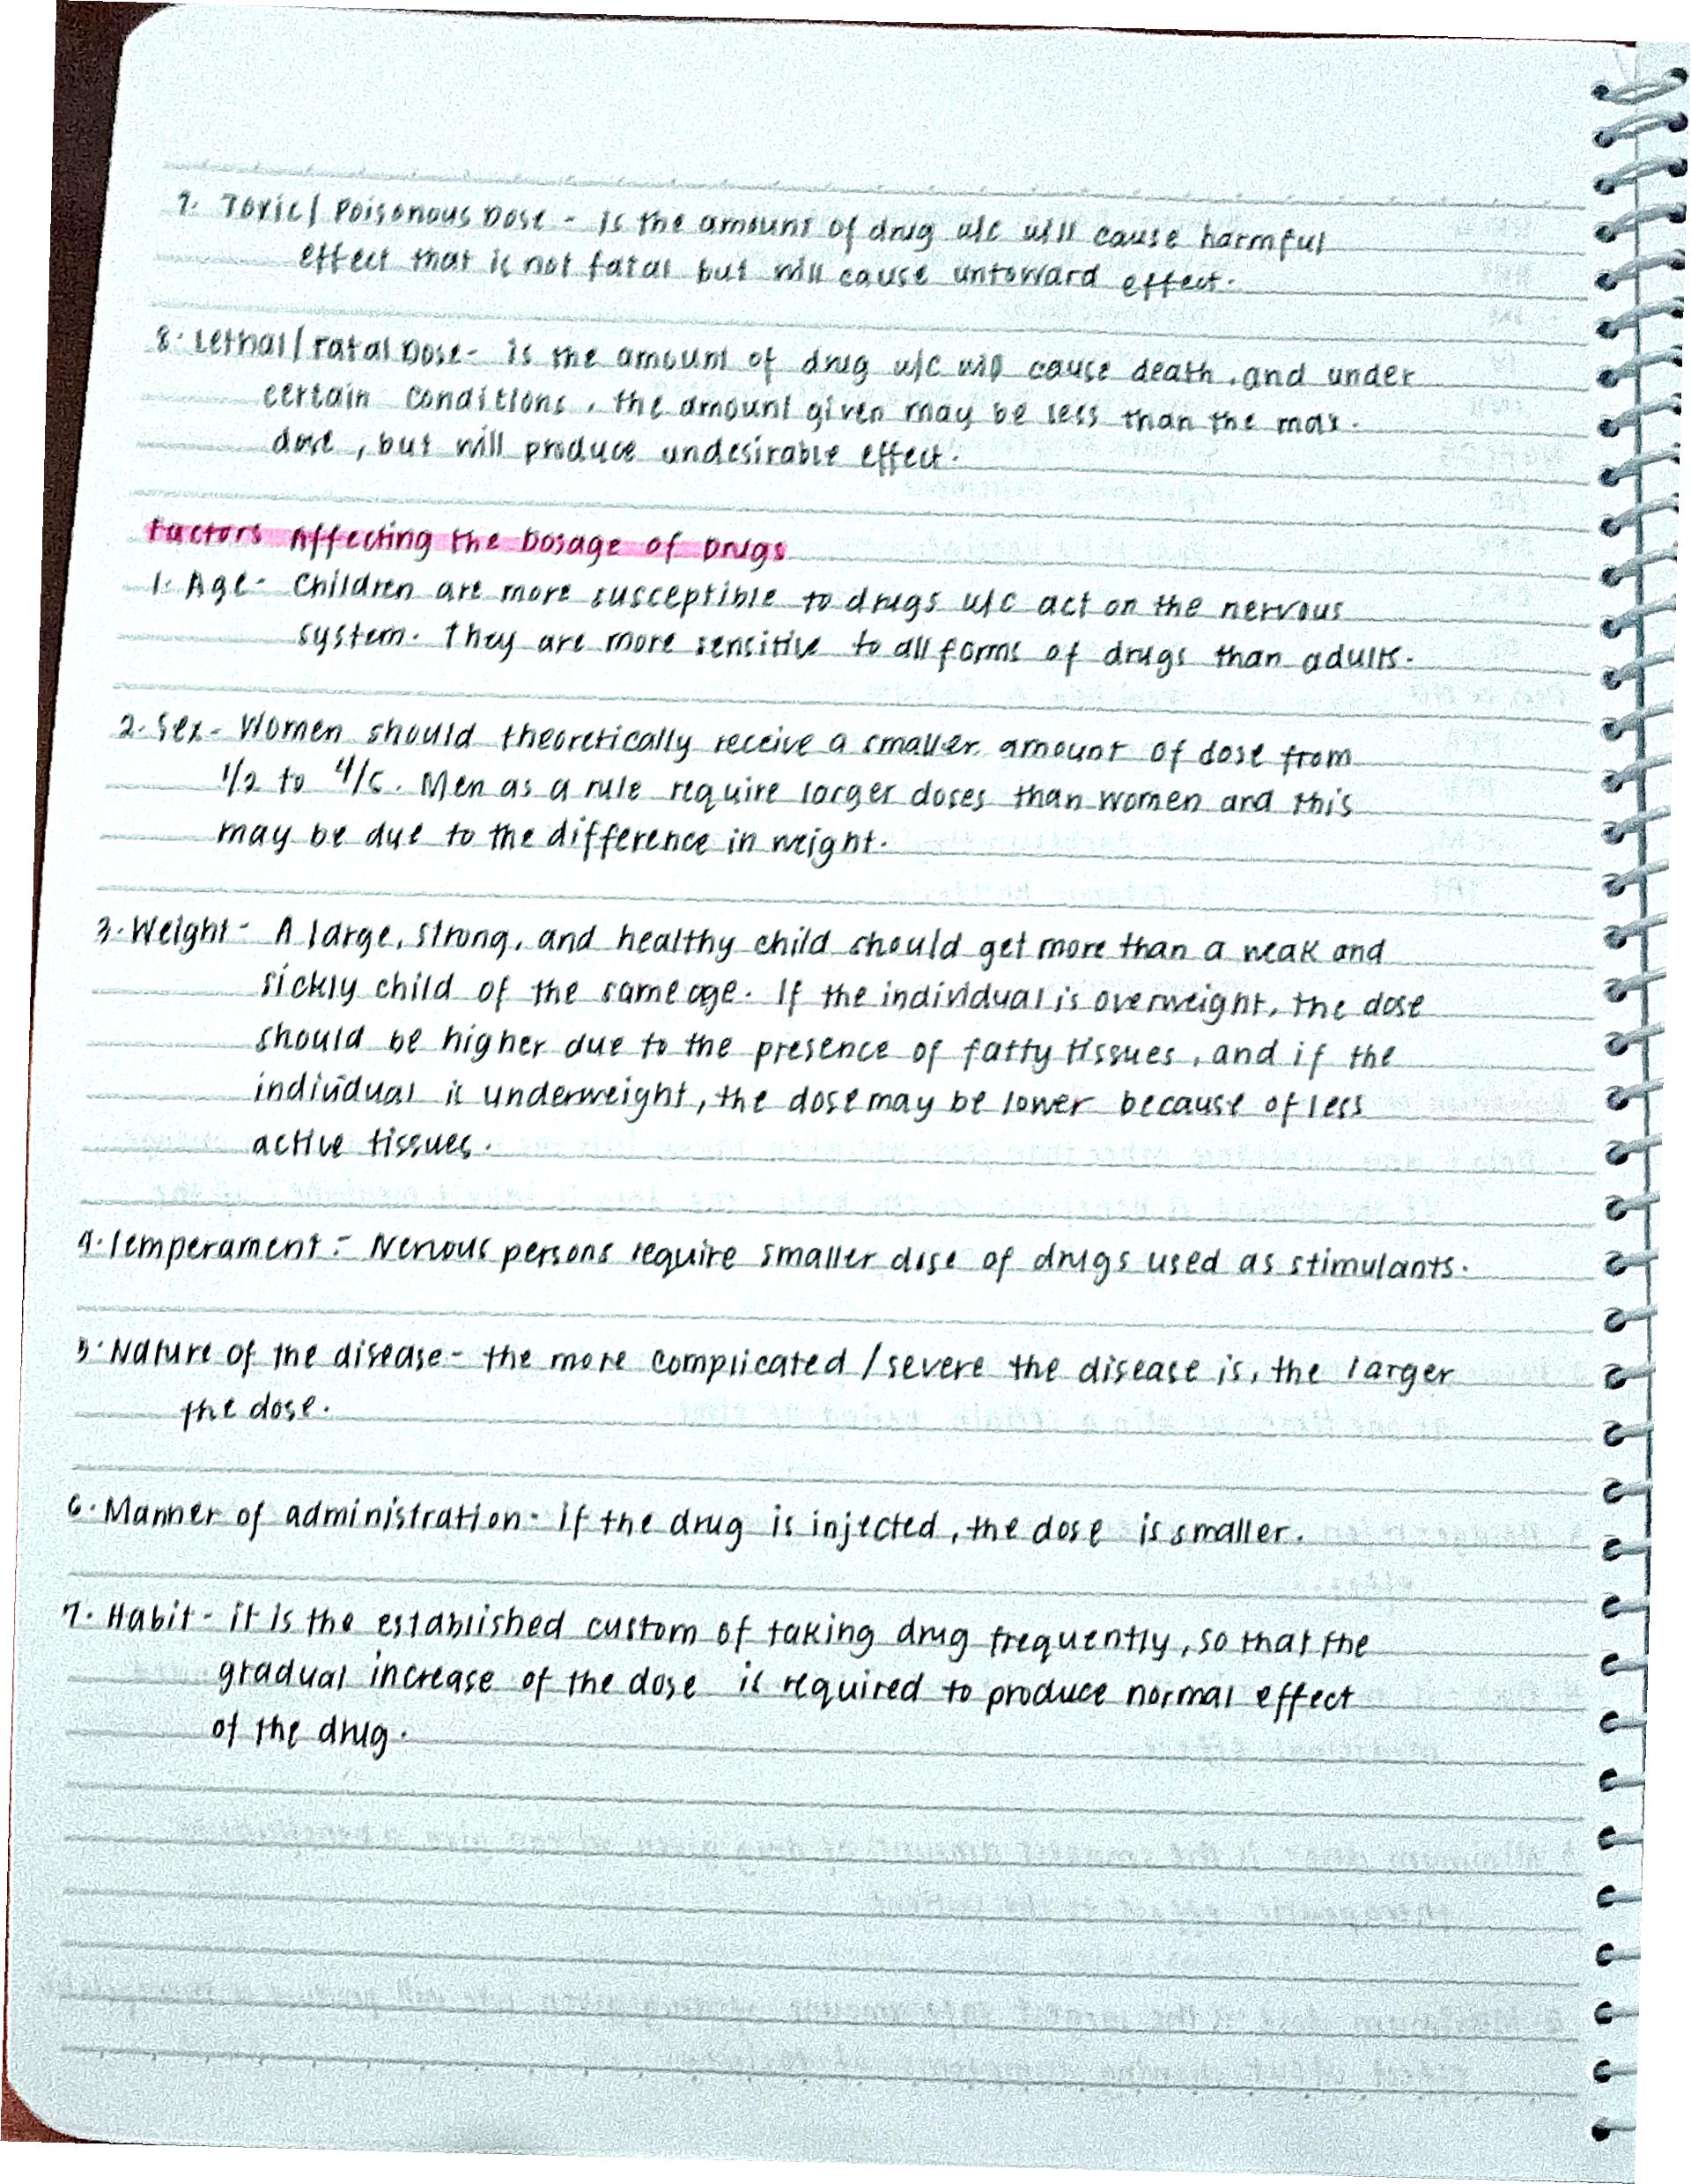 7. Toxic / Poisonous Dose - Is the amount of drug w/c will cause harmful
effect that is not fatal but will cause untoward effect.
8. Lethal / Fatal Dose - is the amount of drug w/c will cause death, and under
certain conditions, the amount given may be less than the max.
dose, but will produce undesirable effect.
Factors Affecting the Dosage of Drugs
1. Age - Children are more susceptible to drugs w/c act on the nervous
system. They are more sensitive to all forms of drugs than adults.
2. Sex - Women should theoretically receive a smaller amount of dose from
1/2 to 4/5. Men as a rule require larger doses than women and this
may be due to the difference in weight.
3. Weight - A large, strong, and healthy child should get more than a weak and
sickly child of the same age. If the individual is overweight, the dose
should be higher due to the presence of fatty tissues, and if the
individual is underweight, the dose may be lower because of less
active tissues.
4. Temperament - Nervous persons require smaller dose of drugs used as stimulants.
5. Nature of the disease - the more complicated / severe the disease is, the larger
the dose.
6. Manner of administration - if the drug is injected, the dose is smaller.
7. Habit - it is the established custom of taking drug frequently, so that the
gradual increase of the dose is required to produce normal effect
of the drug.